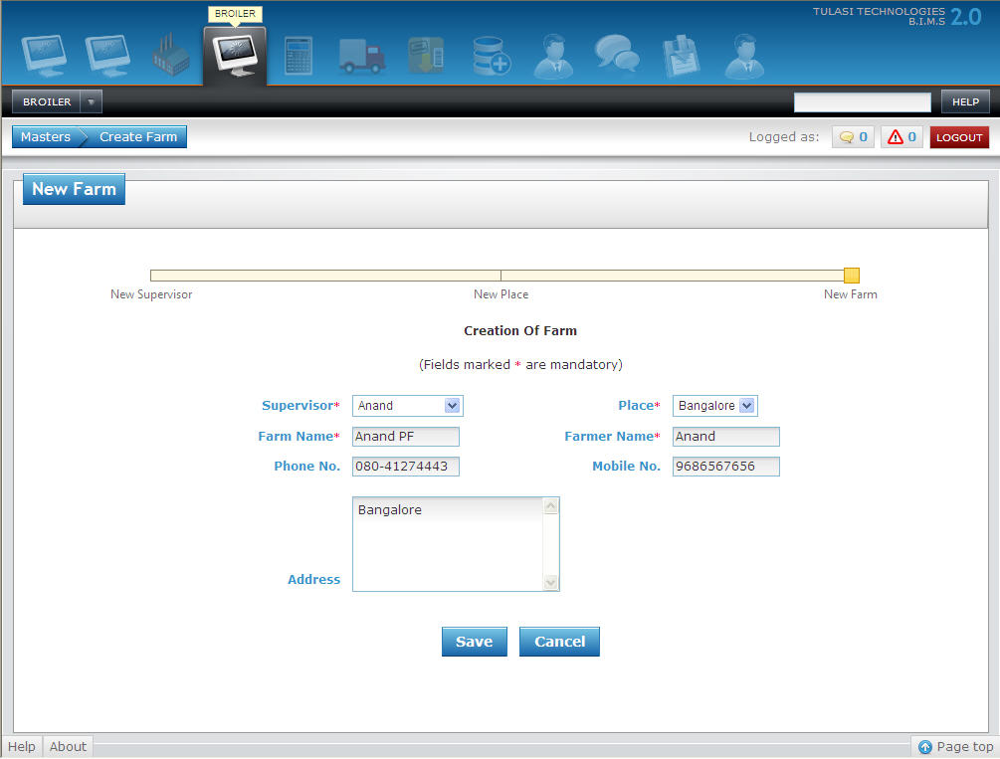 BROILER
TULASI TECHNOLOGIES
B.I.M.S 2.0
BROILER
HELP
Masters Create Farm
Logged as: 0 0 LOGOUT
New Farm
New Supervisor New Place New Farm
Creation Of Farm
(Fields marked * are mandatory)
Supervisor* Anand Place* Bangalore
Farm Name* Anand PF Farmer Name* Anand
Phone No. 080-41274443 Mobile No. 9686567656
Bangalore
Address
Save Cancel
Help About Page top